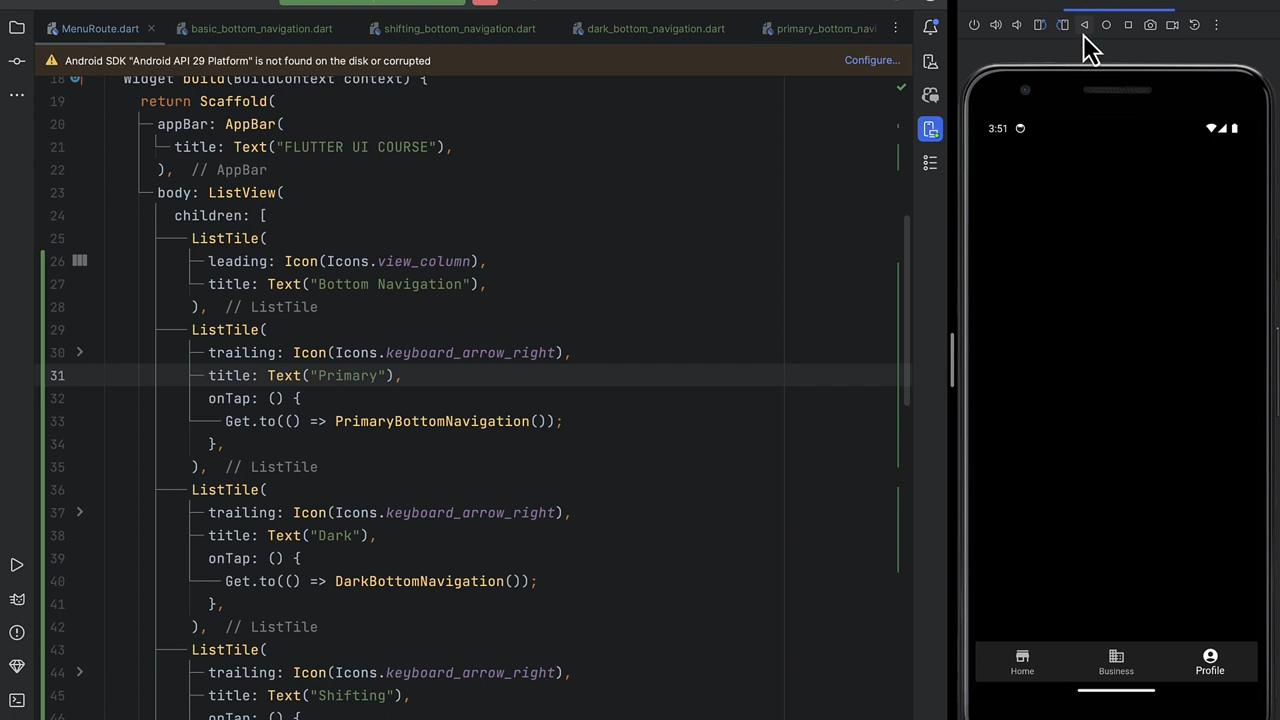 MenuRoute.dart
basic_bottom_navigation.dart
shifting_bottom_navigation.dart
dark_bottom_navigation.dart
primary_bottom_navi
Android SDK "Android API 29 Platform" is not found on the disk or corrupted
Configure...
18 Widget build(BuildContext context) {
19 return Scaffold(
20 appBar: AppBar(
21 title: Text("FLUTTER UI COURSE"),
22 ), // AppBar
23 body: ListView(
24 children: [
25 ListTile(
26 leading: Icon(Icons.view_column),
27 title: Text("Bottom Navigation"),
28 ), // ListTile
29 ListTile(
30 trailing: Icon(Icons.keyboard_arrow_right),
31 title: Text("Primary"),
32 onTap: () {
33 Get.to(() => PrimaryBottomNavigation());
34 },
35 ), // ListTile
36 ListTile(
37 trailing: Icon(Icons.keyboard_arrow_right),
38 title: Text("Dark"),
39 onTap: () {
40 Get.to(() => DarkBottomNavigation());
41 },
42 ), // ListTile
43 ListTile(
44 trailing: Icon(Icons.keyboard_arrow_right),
45 title: Text("Shifting"),
46 onTap: () {
3:51
Home
Business
Profile